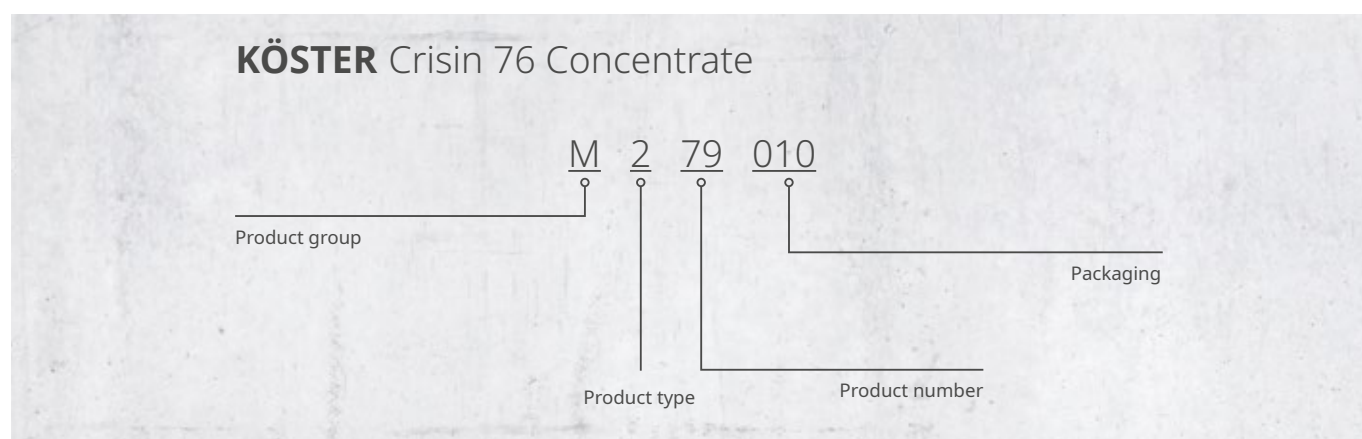 KÖSTER Crisin 76 Concentrate
M 2 79 010
Product group
Packaging
Product type
Product number